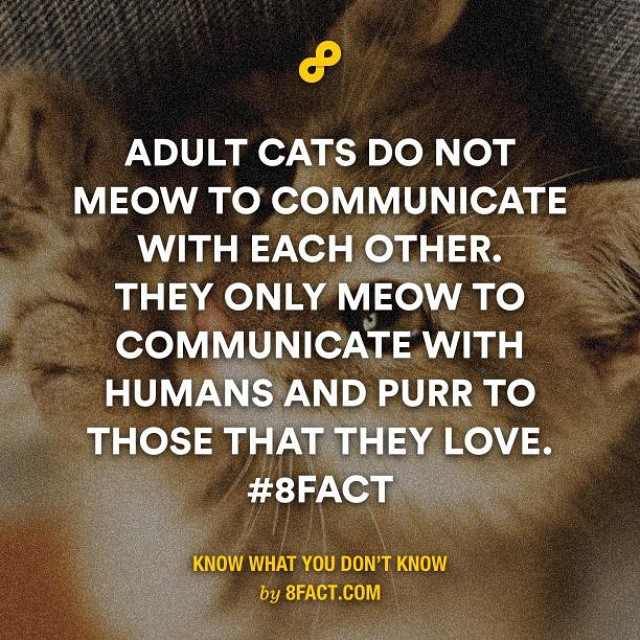 ADULT CATS DO NOT
MEOW TO COMMUNICATE
WITH EACH OTHER.
THEY ONLY MEOW TO
COMMUNICATE WITH
HUMANS AND PURR TO
THOSE THAT THEY LOVE.
#8FACT
KNOW WHAT YOU DON'T KNOW
by 8FACT.COM